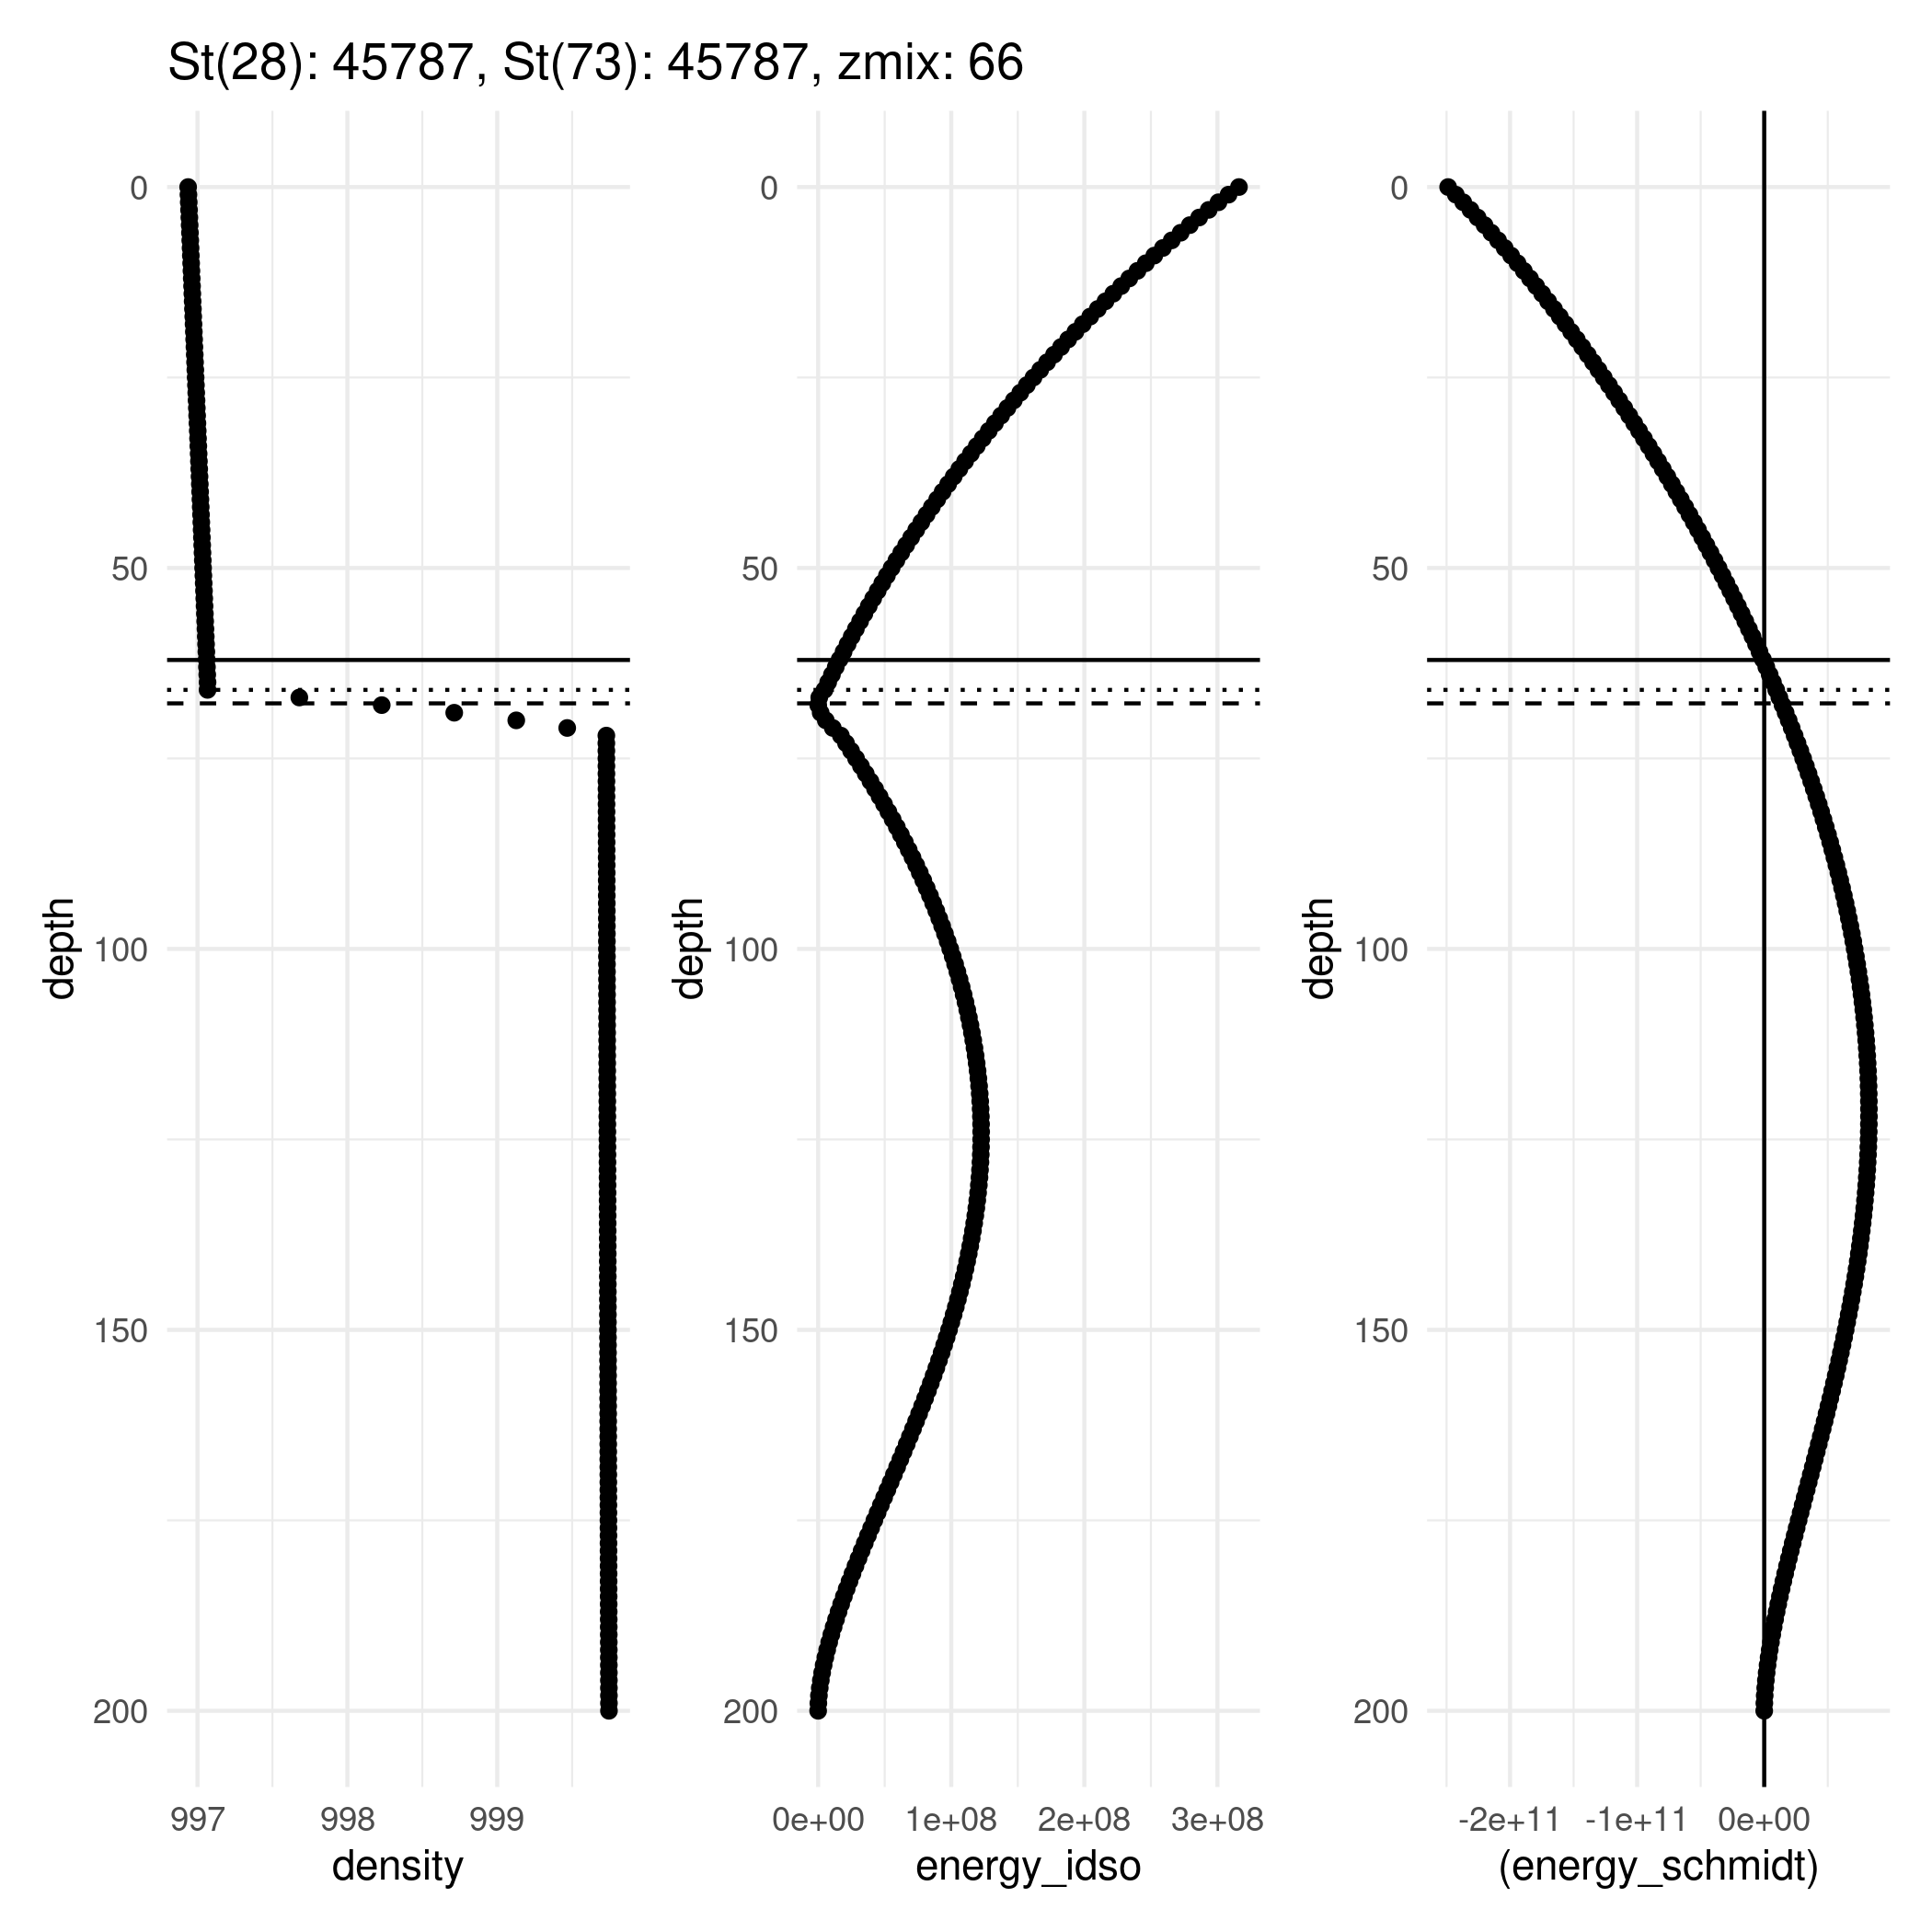 St(28): 45787, St(73): 45787, zmix: 66
0
50
100
150
200
depth
997 998 999
density
0
50
100
150
200
depth
0e+00 1e+08 2e+08 3e+08
energy_idso
0
50
100
150
200
depth
-2e+11 -1e+11 0e+00
(energy_schmidt)